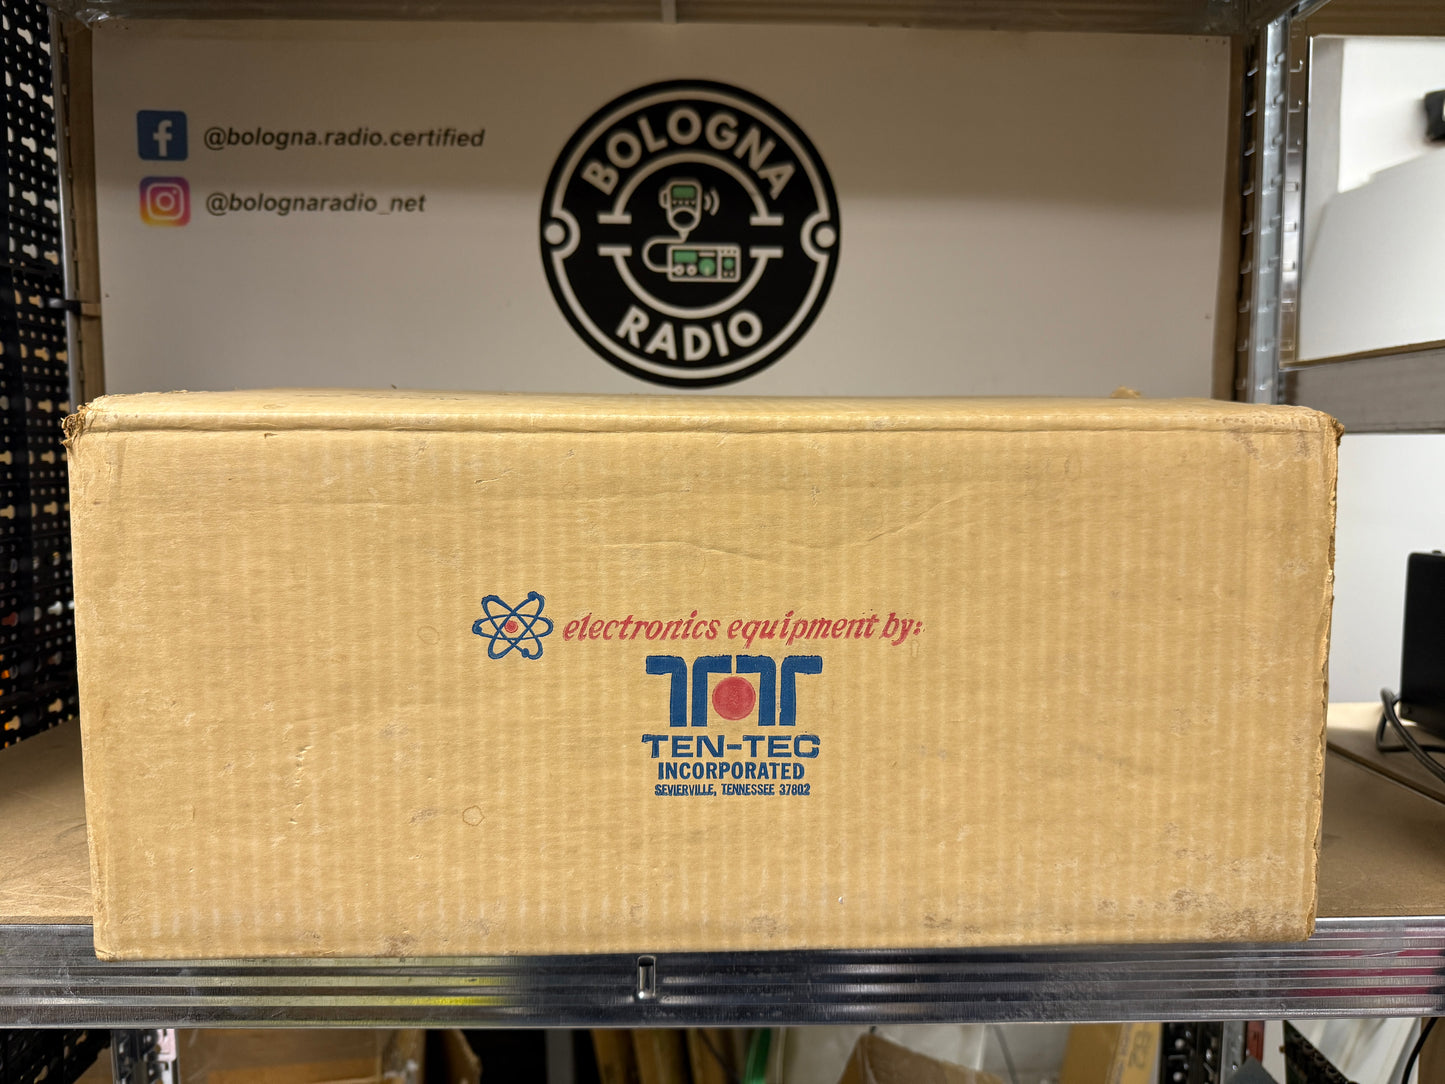 @bologna.radio.certified
@bolognaradio_net
BOLOGNA
RADIO
electronics equipment by:
TEN-TEC
INCORPORATED
SEVIERVILLE, TENNESSEE 37802